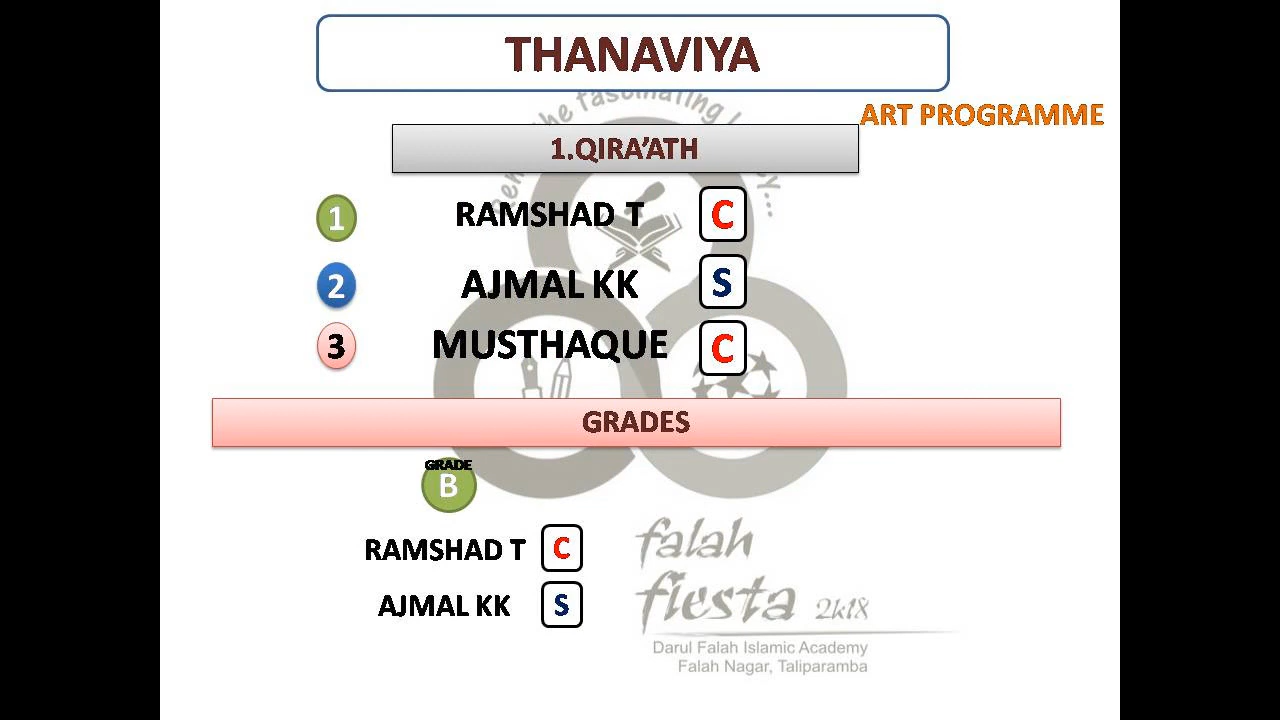 THANAVIYA
ART PROGRAMME
1.QIRA'ATH
1 RAMSHAD T C
2 AJMAL KK S
3 MUSTHAQUE C
GRADES
GRADE
B
RAMSHAD T C
AJMAL KK S
falah
fiesta 2k18
Darul Falah Islamic Academy
Falah Nagar, Taliparamba